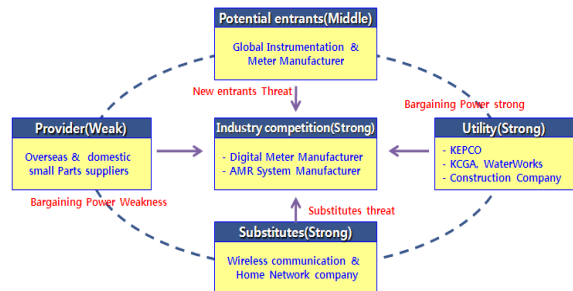 Potential entrants(Middle)
Global Instrumentation &
Meter Manufacturer
New entrants Threat
Bargaining Power strong
Provider(Weak)
Overseas & domestic
small Parts suppliers
Bargaining Power Weakness
Industry competition(Strong)
- Digital Meter Manufacturer
- AMR System Manufacturer
Utility(Strong)
- KEPCO
- KCGA, WaterWorks
- Construction Company
Substitutes threat
Substitutes(Strong)
Wireless communication &
Home Network company